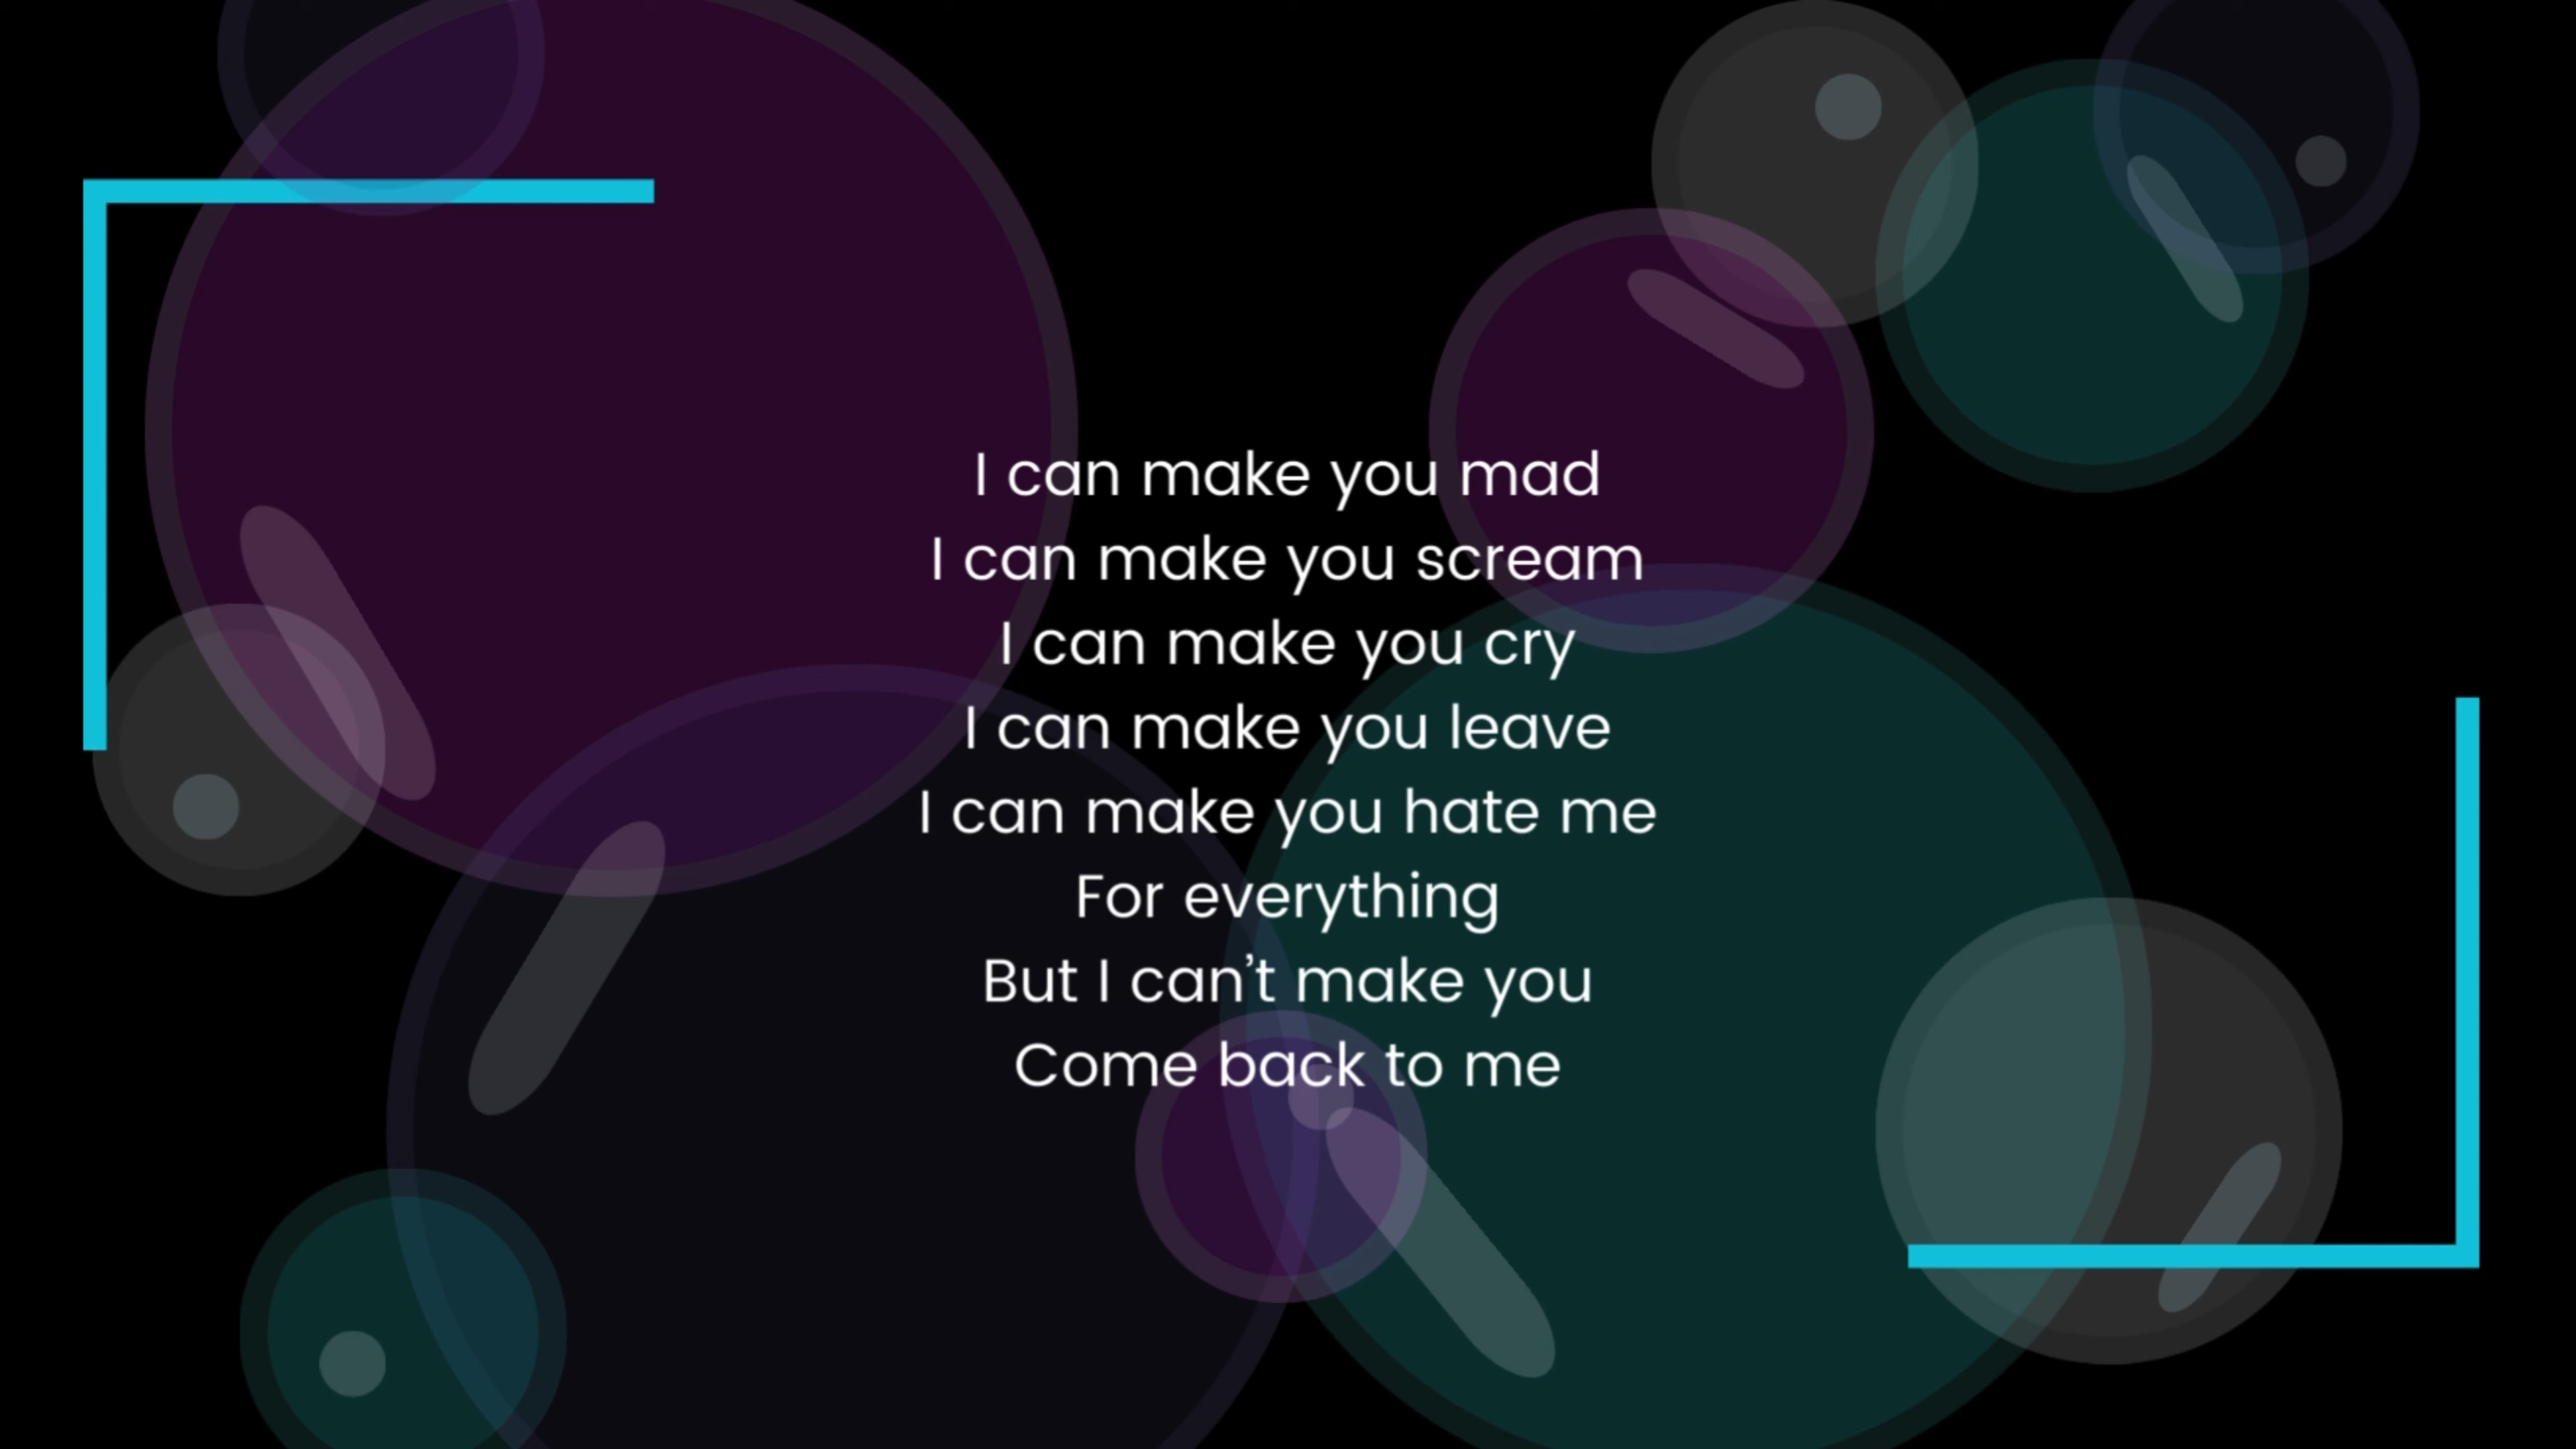 I can make you mad
I can make you scream
I can make you cry
I can make you leave
I can make you hate me
For everything
But I can’t make you
Come back to me